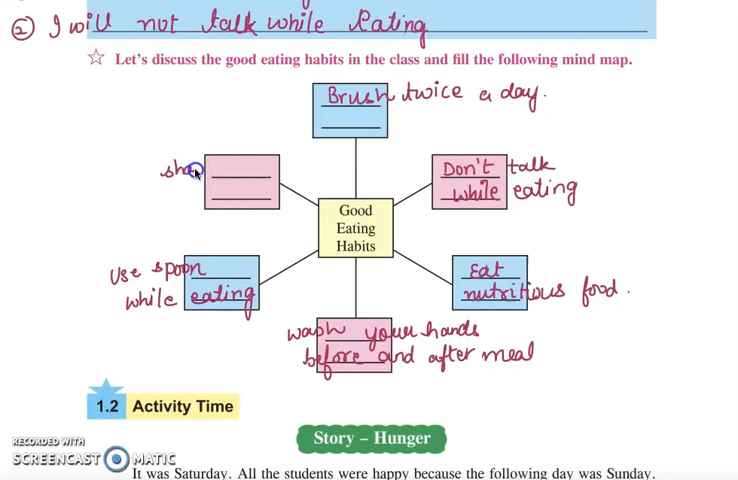 ② I will not talk while Eating
☆ Let's discuss the good eating habits in the class and fill the following mind map.
Brush twice a day.
sha
Don't talk
while eating
Good
Eating
Habits
Use spoon
while eating
Eat
nutritious food.
wash your hands
before and after meal
1.2 Activity Time
Story – Hunger
RECORDED WITH
SCREENCAST MATIC
It was Saturday. All the students were happy because the following day was Sunday.